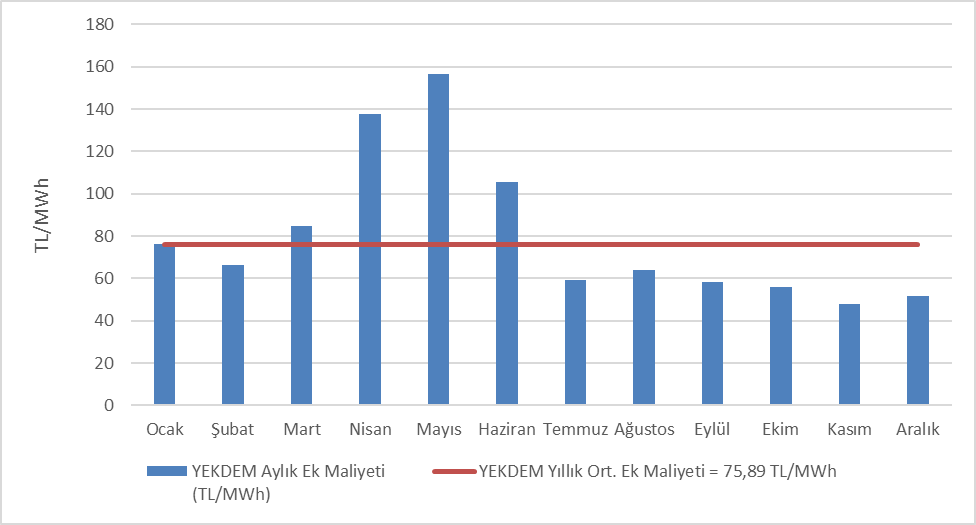 180
160
140
120
100
80
60
40
20
0
TL/MWh
Ocak Şubat Mart Nisan Mayıs Haziran Temmuz Ağustos Eylül Ekim Kasım Aralık
YEKDEM Aylık Ek Maliyeti
(TL/MWh)
YEKDEM Yıllık Ort. Ek Maliyeti = 75,89 TL/MWh